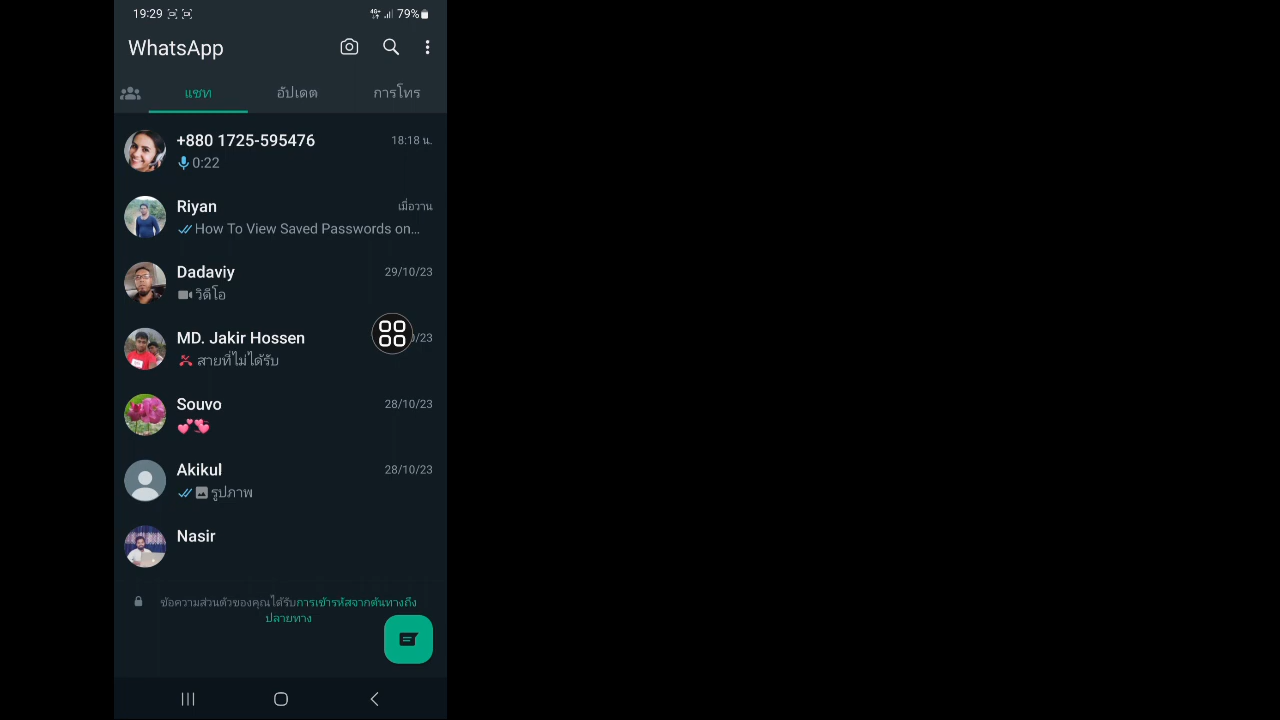 19:29 79%
WhatsApp
แชท อัปเดต การโทร
+880 1725-595476 18:18 น.
0:22
Riyan เมื่อวาน
How To View Saved Passwords on...
Dadaviy 29/10/23
วิดีโอ
MD. Jakir Hossen /23
สายที่ไม่ได้รับ
Souvo 28/10/23
💕💞
Akikul 28/10/23
รูปภาพ
Nasir
ข้อความส่วนตัวของคุณได้รับการเข้ารหัสจากต้นทางถึง
ปลายทาง